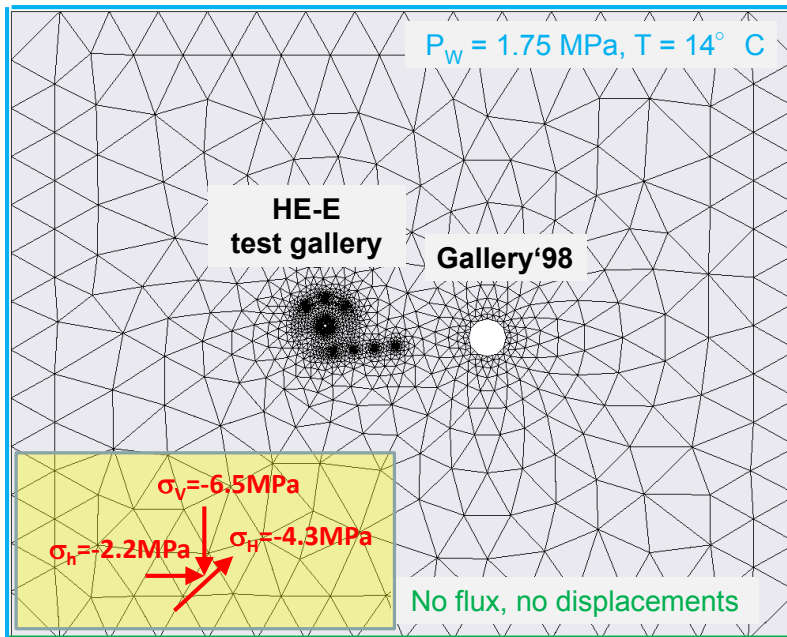 P_W = 1.75 MPa, T = 14° C
HE-E
test gallery
Gallery‘98
σ_V=-6.5MPa
σ_h=-2.2MPa
σ_H=-4.3MPa
No flux, no displacements